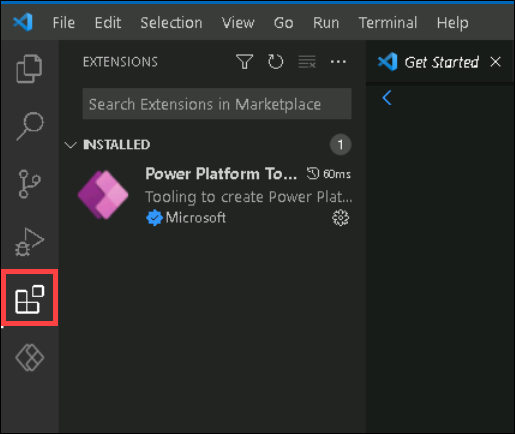 File Edit Selection View Go Run Terminal Help
EXTENSIONS
Get Started
Search Extensions in Marketplace
INSTALLED 1
Power Platform To... 60ms
Tooling to create Power Plat...
Microsoft